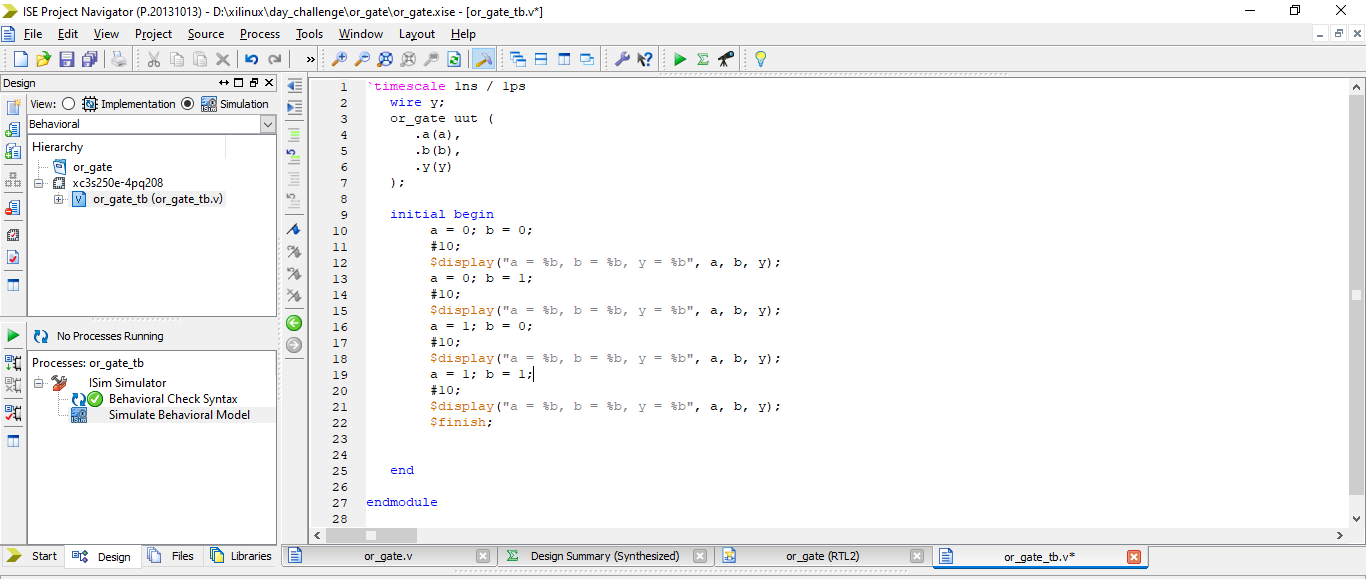 ISE Project Navigator (P.20131013) - D:\xilinux\day_challenge\or_gate\or_gate.xise - [or_gate_tb.v*]
File Edit View Project Source Process Tools Window Layout Help
»
Design
View: Implementation Simulation
Behavioral
Hierarchy
or_gate
xc3s250e-4pq208
or_gate_tb (or_gate_tb.v)
No Processes Running
Processes: or_gate_tb
ISim Simulator
Behavioral Check Syntax
Simulate Behavioral Model
Start Design Files Libraries
1 `timescale 1ns / 1ps
2 wire y;
3 or_gate uut (
4 .a(a),
5 .b(b),
6 .y(y)
7 );
8
9 initial begin
10 a = 0; b = 0;
11 #10;
12 $display("a = %b, b = %b, y = %b", a, b, y);
13 a = 0; b = 1;
14 #10;
15 $display("a = %b, b = %b, y = %b", a, b, y);
16 a = 1; b = 0;
17 #10;
18 $display("a = %b, b = %b, y = %b", a, b, y);
19 a = 1; b = 1;
20 #10;
21 $display("a = %b, b = %b, y = %b", a, b, y);
22 $finish;
23
24
25 end
26
27 endmodule
28
or_gate.v Design Summary (Synthesized) or_gate (RTL2) or_gate_tb.v*